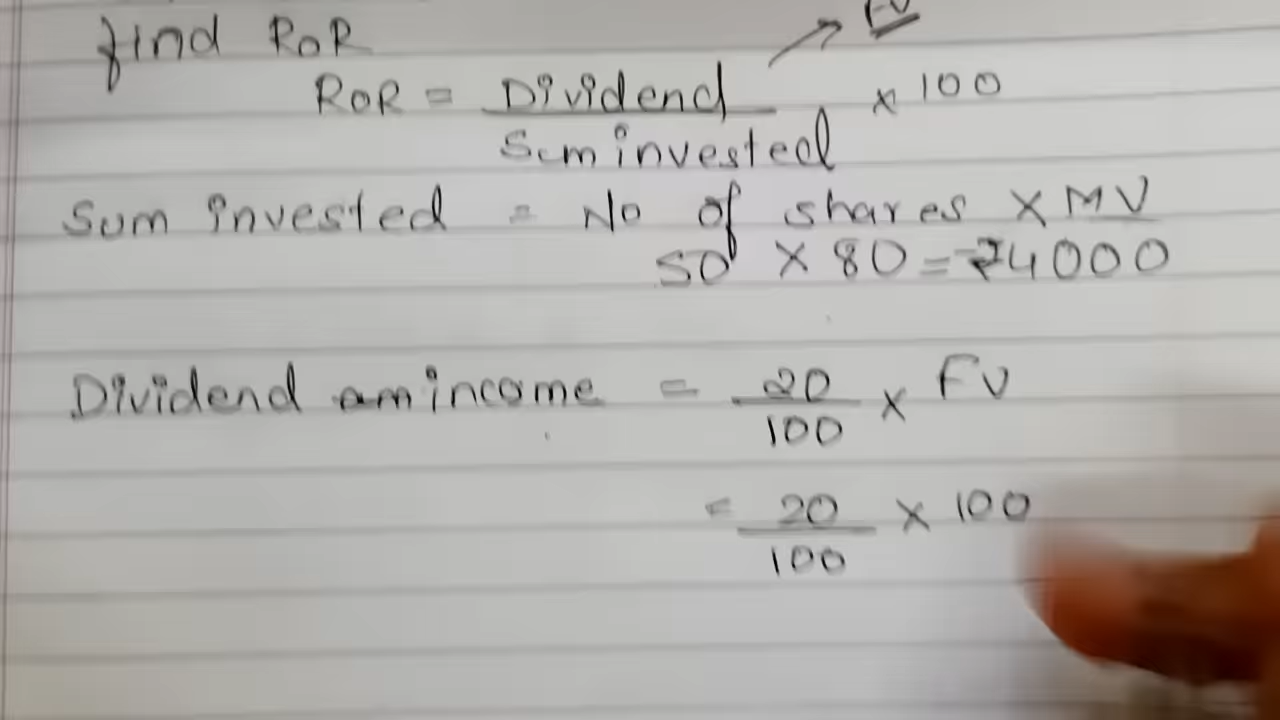 FV
find ROR
ROR = Dividend / Sum invested × 100
Sum invested = No of shares × MV
50 × 80 = ₹4000
Dividend income = 20/100 × FV
= 20/100 × 100